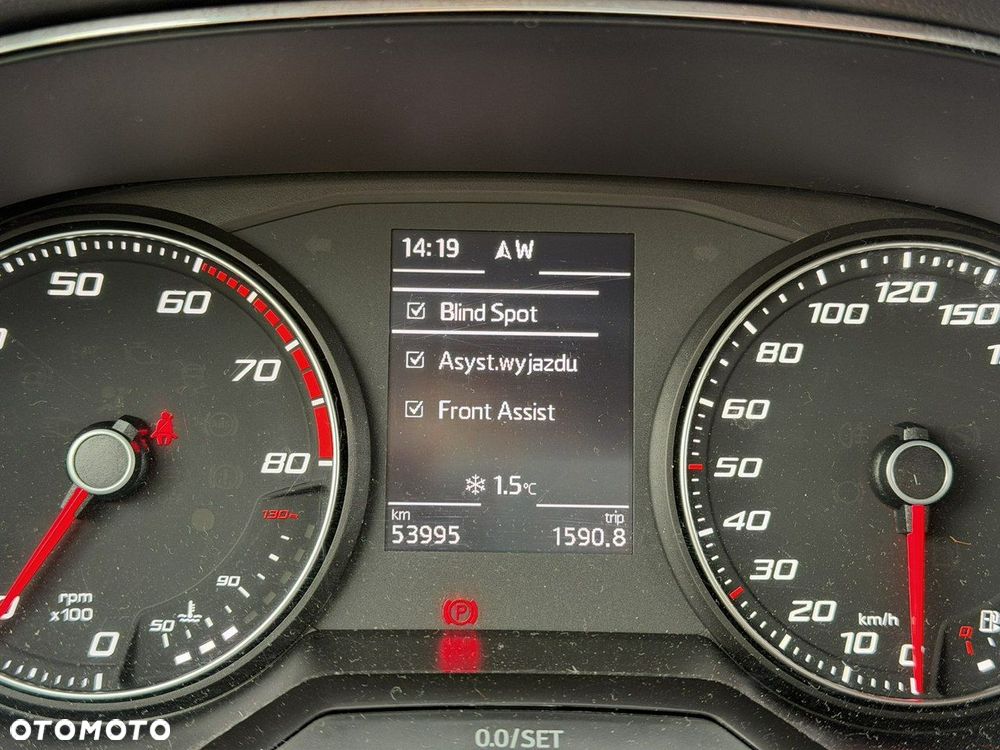 14:19 W
Blind Spot
Asyst.wyjazdu
Front Assist
1.5°C
km trip
53995 1590.8
50 60 70 80
130
90
50
rpm
x100
0
P
0 10 20 30 40 50 60 80 100 120 150
km/h
0
0.0/SET
OTOMOTO